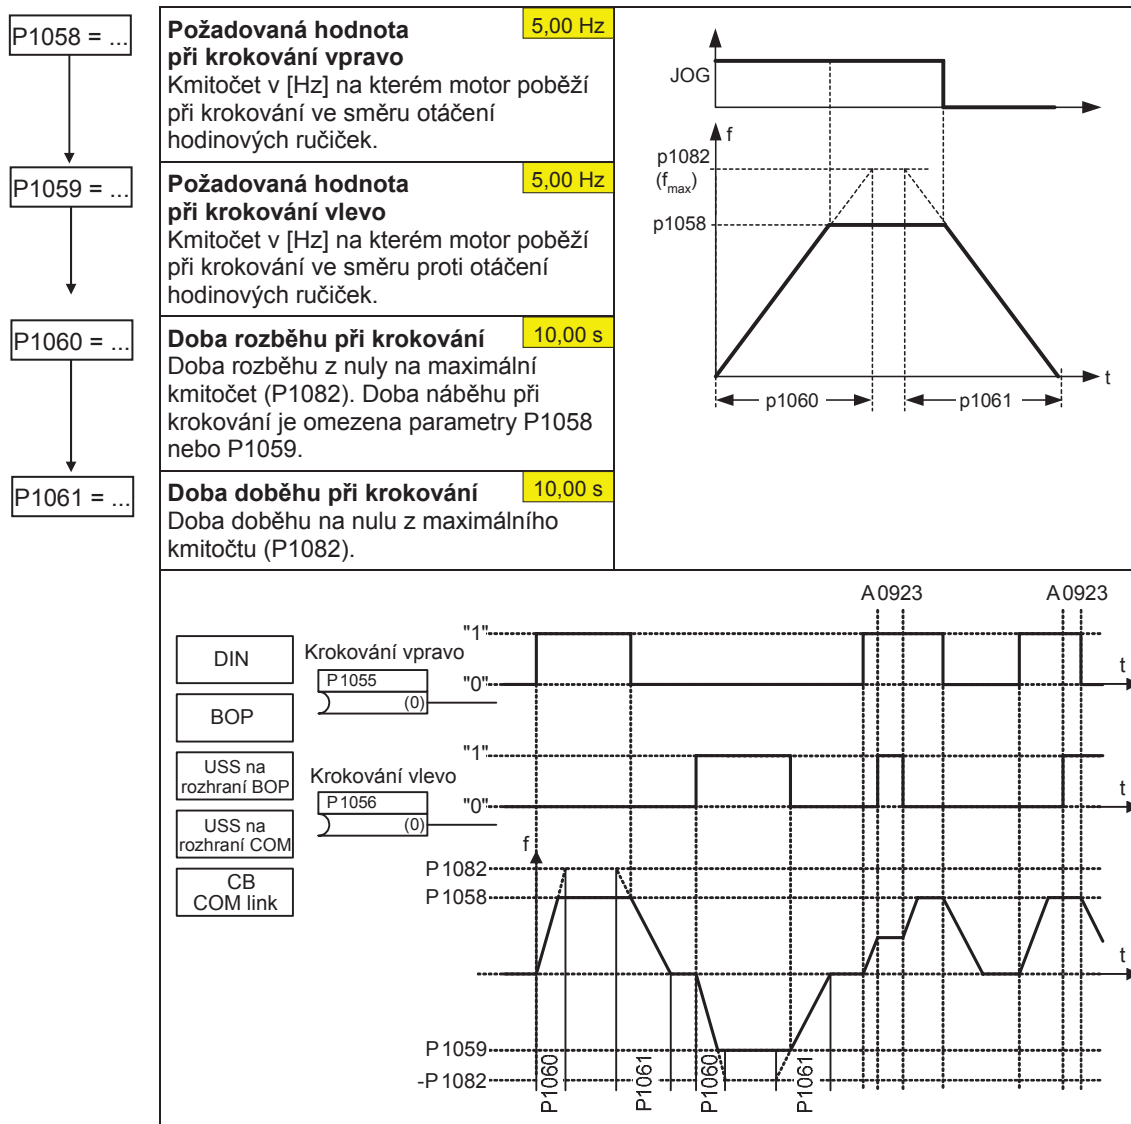 P1058 = ...
Požadovaná hodnota
při krokování vpravo
5,00 Hz
Kmitočet v [Hz] na kterém motor poběží
při krokování ve směru otáčení
hodinových ručiček.
P1059 = ...
Požadovaná hodnota
při krokování vlevo
5,00 Hz
Kmitočet v [Hz] na kterém motor poběží
při krokování ve směru proti otáčení
hodinových ručiček.
P1060 = ...
Doba rozběhu při krokování
10,00 s
Doba rozběhu z nuly na maximální
kmitočet (P1082). Doba náběhu při
krokování je omezena parametry P1058
nebo P1059.
P1061 = ...
Doba doběhu při krokování
10,00 s
Doba doběhu na nulu z maximálního
kmitočtu (P1082).
JOG
f
p1082
(fmax)
p1058
t
p1060
p1061
A0923
A0923
DIN
BOP
USS na
rozhraní BOP
USS na
rozhraní COM
CB
COM link
Krokování vpravo
P1055
(0)
"1"
"0"
t
Krokování vlevo
P1056
(0)
"1"
"0"
t
f
P1082
P1058
t
P1059
-P1082
P1060
P1061
P1060
P1061